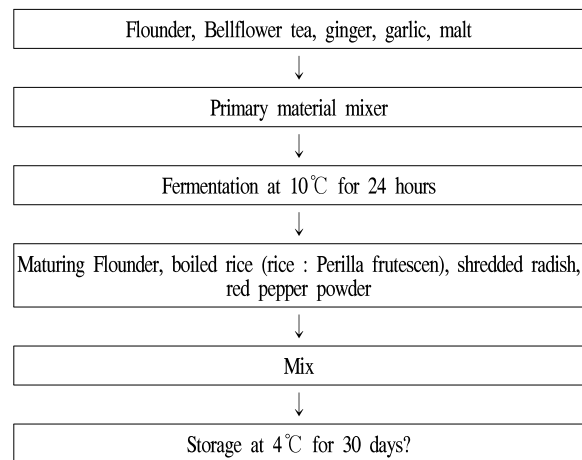 Flounder, Bellflower tea, ginger, garlic, malt
Primary material mixer
Fermentation at 10℃ for 24 hours
Maturing Flounder, boiled rice (rice : Perilla frutescen), shredded radish,
red pepper powder
Mix
Storage at 4℃ for 30 days?